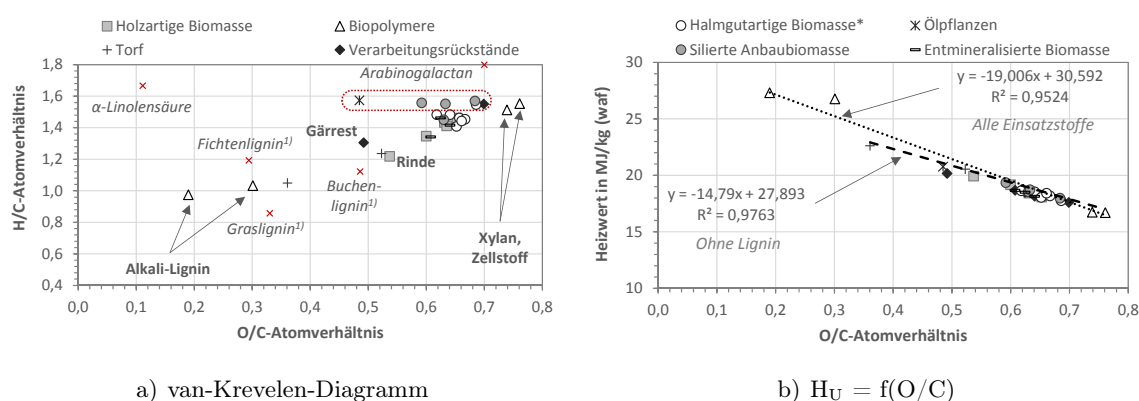 Holzartige Biomasse
Biopolymere
Torf
Verarbeitungsrückstände
1,8
1,6
1,4
1,2
1,0
0,8
0,6
0,4
H/C-Atomverhältnis
Arabinogalactan
α-Linolensäure
Gärrest
Fichtenlignin¹⁾
Rinde
Buchen-
lignin¹⁾
Graslignin¹⁾
Xylan,
Zellstoff
Alkali-Lignin
0,0 0,1 0,2 0,3 0,4 0,5 0,6 0,7 0,8
O/C-Atomverhältnis
a) van-Krevelen-Diagramm
Halmgutartige Biomasse*
Ölpflanzen
Silierte Anbaubiomasse
Entmineralisierte Biomasse
30
25
20
15
10
Heizwert in MJ/kg (waf)
y = -19,006x + 30,592
R² = 0,9524
Alle Einsatzstoffe
y = -14,79x + 27,893
R² = 0,9763
Ohne Lignin
0,0 0,1 0,2 0,3 0,4 0,5 0,6 0,7 0,8
O/C-Atomverhältnis
b) H_U = f(O/C)